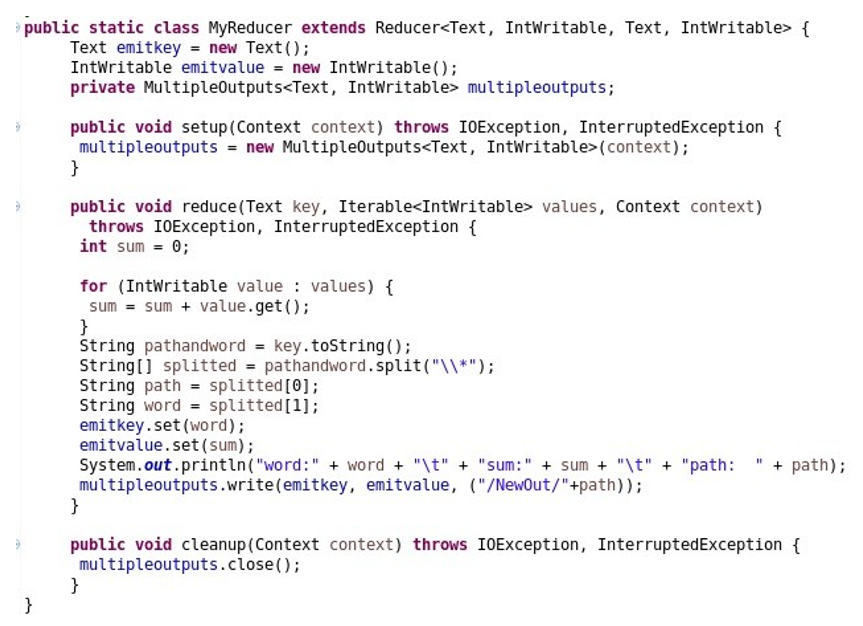 public static class MyReducer extends Reducer<Text, IntWritable, Text, IntWritable> {
Text emitkey = new Text();
IntWritable emitvalue = new IntWritable();
private MultipleOutputs<Text, IntWritable> multipleoutputs;
public void setup(Context context) throws IOException, InterruptedException {
multipleoutputs = new MultipleOutputs<Text, IntWritable>(context);
}
public void reduce(Text key, Iterable<IntWritable> values, Context context)
throws IOException, InterruptedException {
int sum = 0;
for (IntWritable value : values) {
sum = sum + value.get();
}
String pathandword = key.toString();
String[] splitted = pathandword.split("\\*");
String path = splitted[0];
String word = splitted[1];
emitkey.set(word);
emitvalue.set(sum);
System.out.println("word:" + word + "\t" + "sum:" + sum + "\t" + "path:  " + path);
multipleoutputs.write(emitkey, emitvalue, ("/NewOut/"+path));
}
public void cleanup(Context context) throws IOException, InterruptedException {
multipleoutputs.close();
}
}